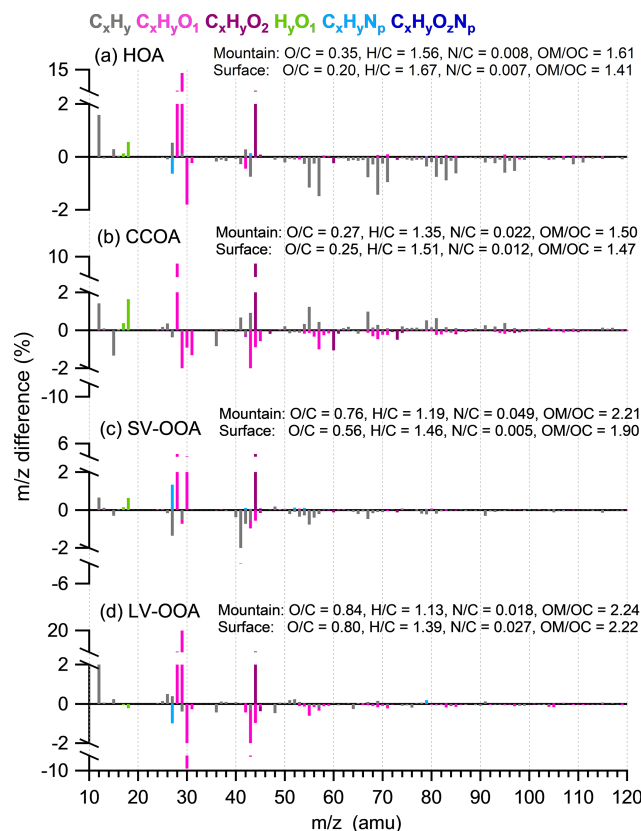 CxHy CxHyO1 CxHyO2 HyO1 CxHyNp CxHyOzNp
(a) HOA
Mountain: O/C = 0.35, H/C = 1.56, N/C = 0.008, OM/OC = 1.61
Surface: O/C = 0.20, H/C = 1.67, N/C = 0.007, OM/OC = 1.41
15
2
0
-2
(b) CCOA
Mountain: O/C = 0.27, H/C = 1.35, N/C = 0.022, OM/OC = 1.50
Surface: O/C = 0.25, H/C = 1.51, N/C = 0.012, OM/OC = 1.47
10
2
0
-2
-10
m/z difference (%)
(c) SV-OOA
Mountain: O/C = 0.76, H/C = 1.19, N/C = 0.049, OM/OC = 2.21
Surface: O/C = 0.56, H/C = 1.46, N/C = 0.005, OM/OC = 1.90
6
2
0
-2
-6
(d) LV-OOA
Mountain: O/C = 0.84, H/C = 1.13, N/C = 0.018, OM/OC = 2.24
Surface: O/C = 0.80, H/C = 1.39, N/C = 0.027, OM/OC = 2.22
20
2
0
-2
-10
10 20 30 40 50 60 70 80 90 100 110 120
m/z (amu)